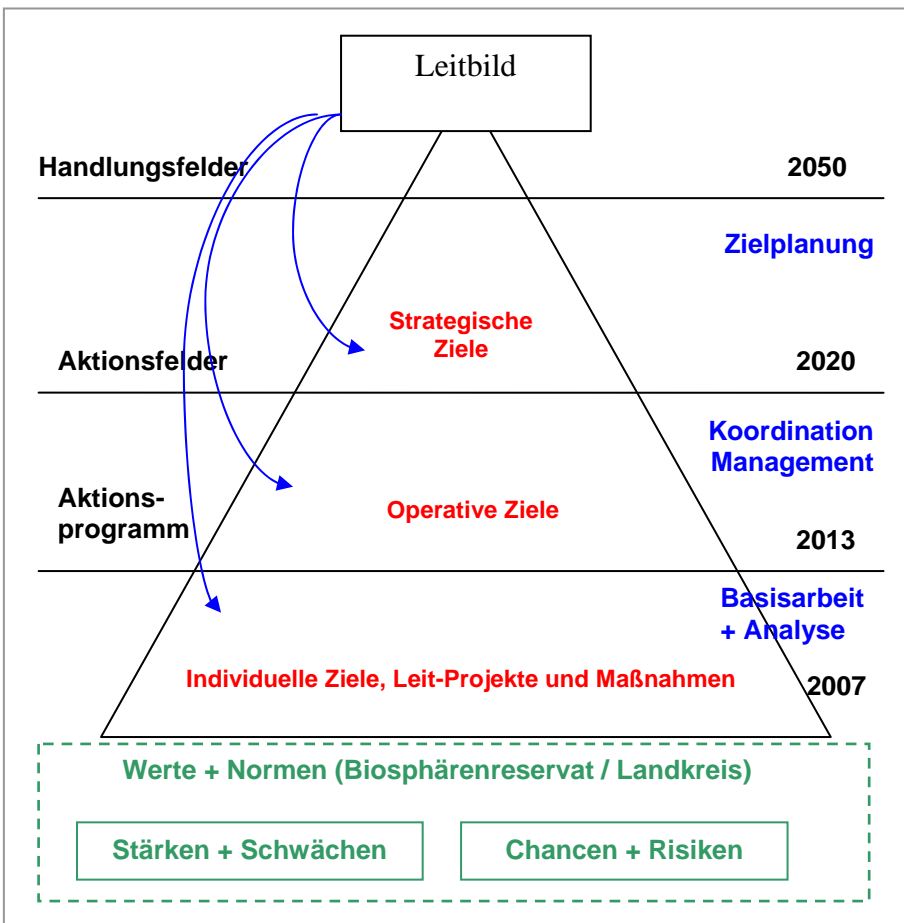 Leitbild
Handlungsfelder
2050
Zielplanung
Strategische
Ziele
Aktionsfelder
2020
Koordination
Management
Aktions-
programm
Operative Ziele
2013
Basisarbeit
+ Analyse
Individuelle Ziele, Leit-Projekte und Maßnahmen
2007
Werte + Normen (Biosphärenreservat / Landkreis)
Stärken + Schwächen
Chancen + Risiken